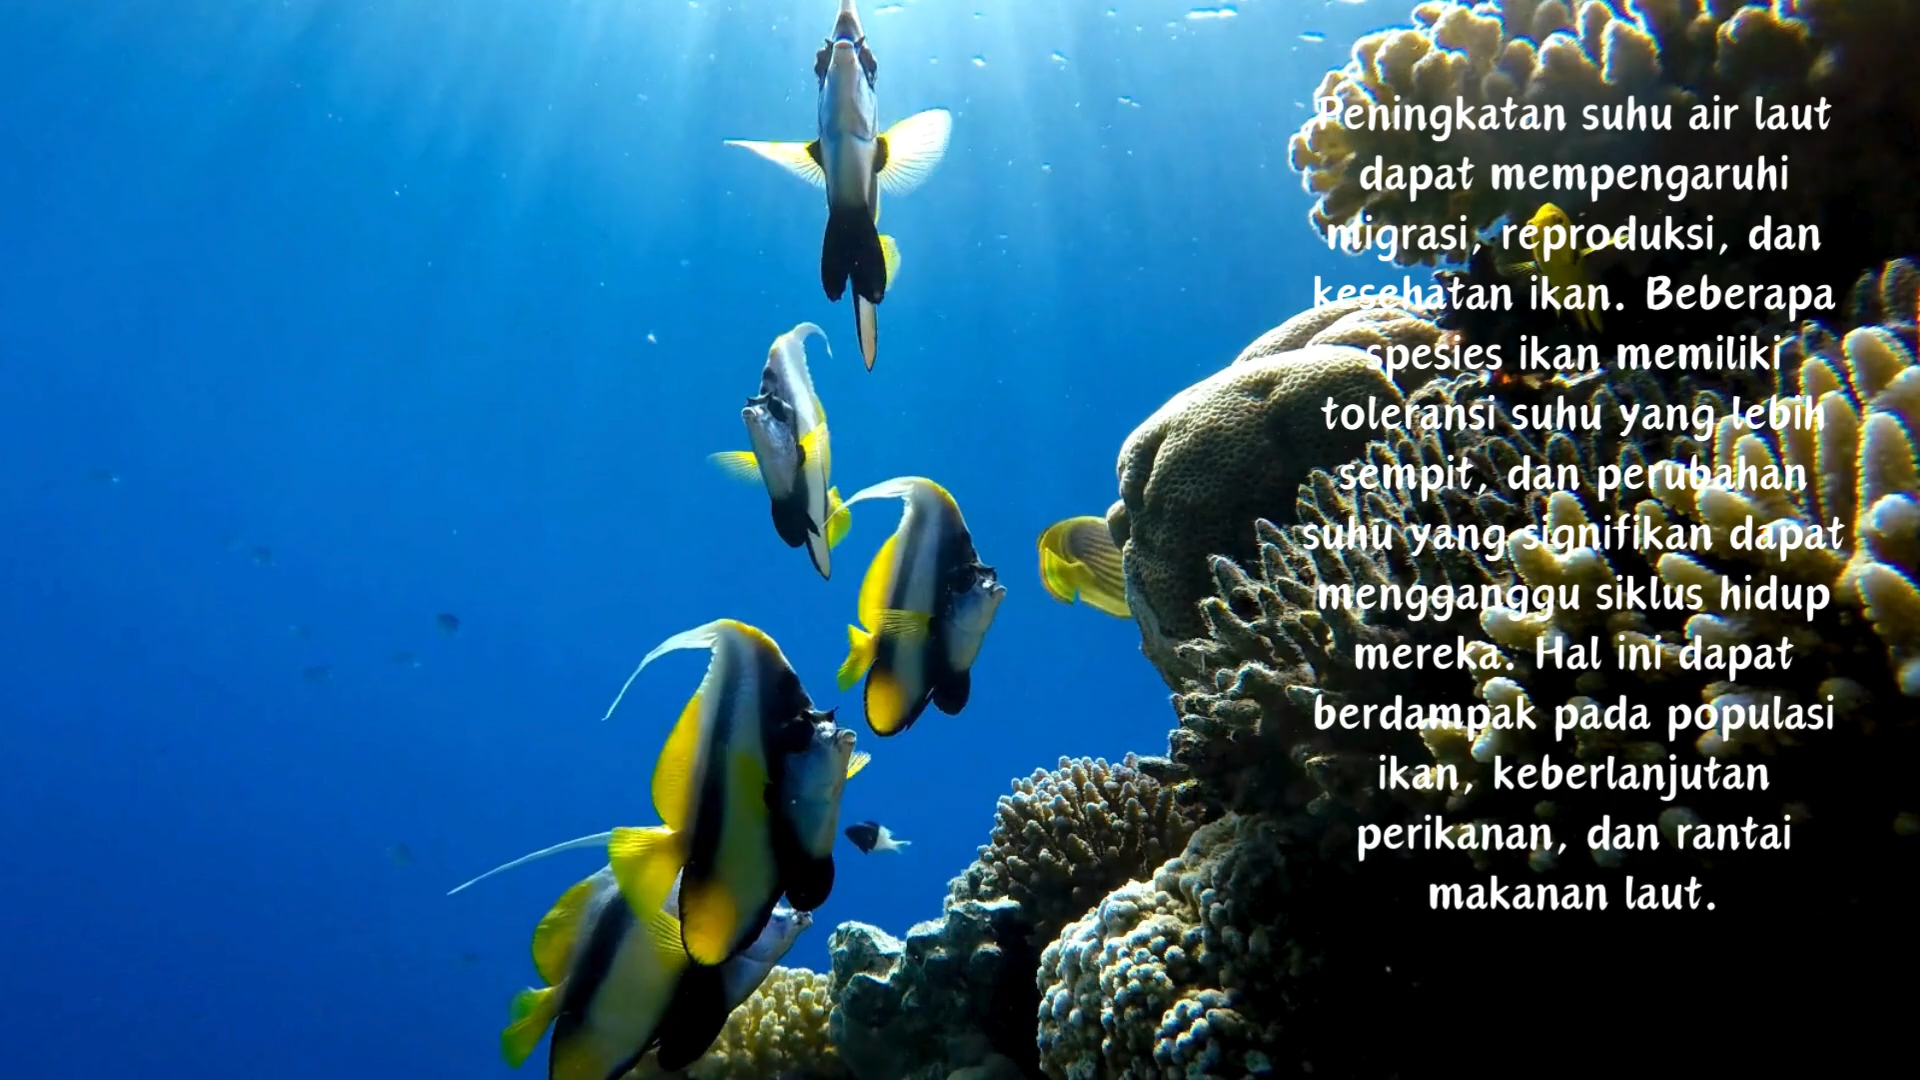 Peningkatan suhu air laut
dapat mempengaruhi
migrasi, reproduksi, dan
kesehatan ikan. Beberapa
spesies ikan memiliki
toleransi suhu yang lebih
sempit, dan perubahan
suhu yang signifikan dapat
mengganggu siklus hidup
mereka. Hal ini dapat
berdampak pada populasi
ikan, keberlanjutan
perikanan, dan rantai
makanan laut.